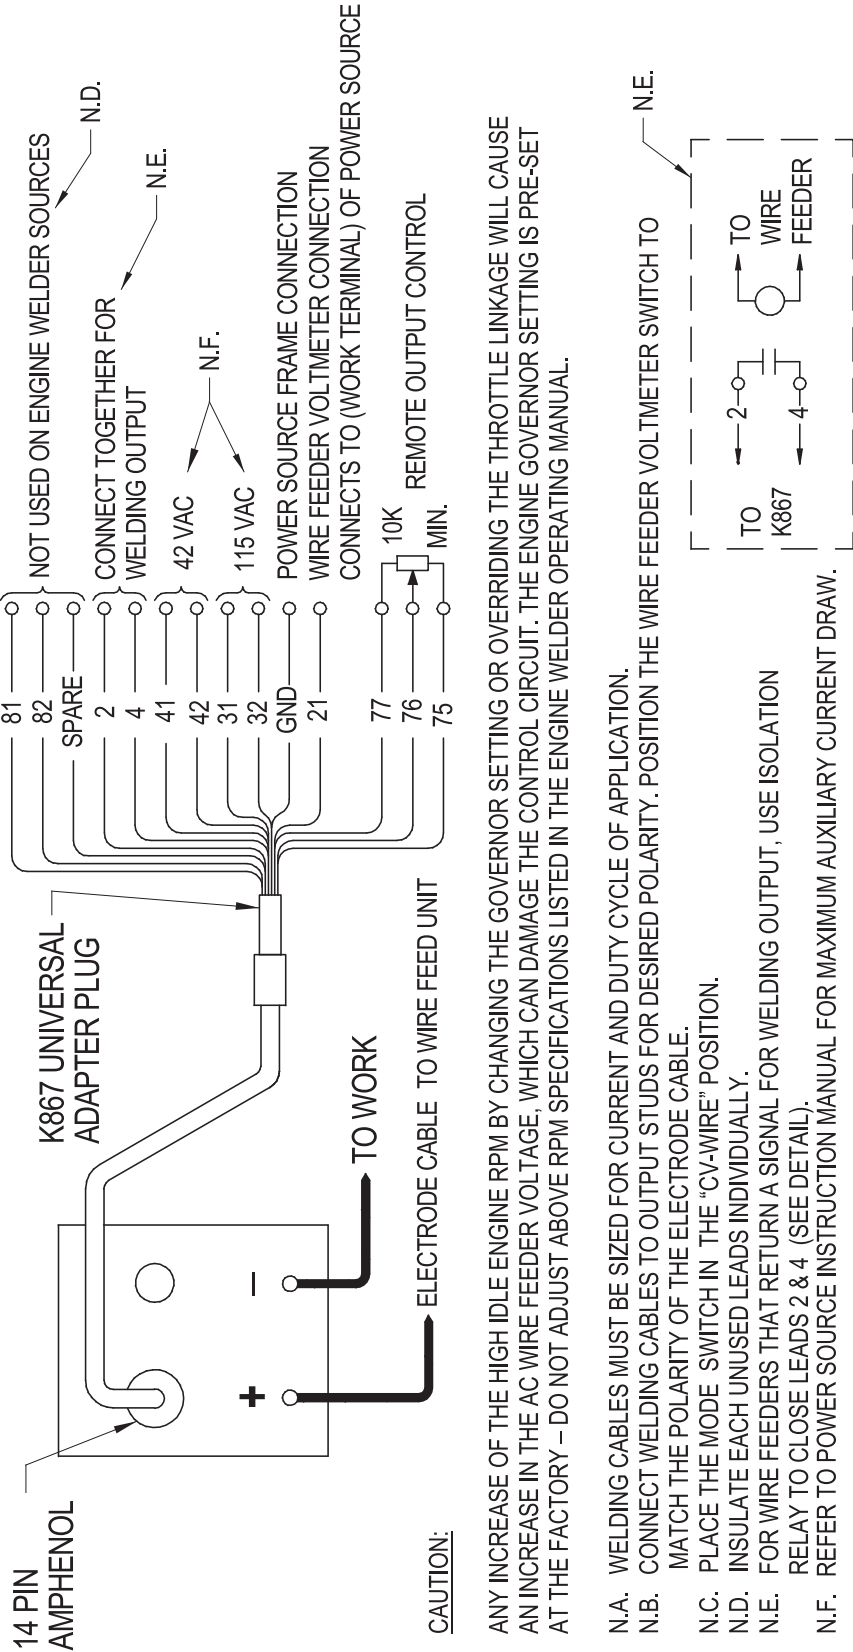 14 PIN
AMPHENOL
K867 UNIVERSAL
ADAPTER PLUG
81
82
SPARE
2
4
41
42
31
32
GND
21
77
76
75
NOT USED ON ENGINE WELDER SOURCES
N.D.
CONNECT TOGETHER FOR
WELDING OUTPUT
N.E.
42 VAC
115 VAC
N.F.
POWER SOURCE FRAME CONNECTION
WIRE FEEDER VOLTMETER CONNECTION
CONNECTS TO (WORK TERMINAL) OF POWER SOURCE
10K
MIN.
REMOTE OUTPUT CONTROL
+
–
TO WORK
ELECTRODE CABLE TO WIRE FEED UNIT
CAUTION:
ANY INCREASE OF THE HIGH IDLE ENGINE RPM BY CHANGING THE GOVERNOR SETTING OR OVERRIDING THE THROTTLE LINKAGE WILL CAUSE
AN INCREASE IN THE AC WIRE FEEDER VOLTAGE, WHICH CAN DAMAGE THE CONTROL CIRCUIT. THE ENGINE GOVERNOR SETTING IS PRE-SET
AT THE FACTORY – DO NOT ADJUST ABOVE RPM SPECIFICATIONS LISTED IN THE ENGINE WELDER OPERATING MANUAL.
N.A. WELDING CABLES MUST BE SIZED FOR CURRENT AND DUTY CYCLE OF APPLICATION.
N.B. CONNECT WELDING CABLES TO OUTPUT STUDS FOR DESIRED POLARITY. POSITION THE WIRE FEEDER VOLTMETER SWITCH TO
MATCH THE POLARITY OF THE ELECTRODE CABLE.
N.C. PLACE THE MODE SWITCH IN THE “CV-WIRE” POSITION.
N.D. INSULATE EACH UNUSED LEADS INDIVIDUALLY.
N.E. FOR WIRE FEEDERS THAT RETURN A SIGNAL FOR WELDING OUTPUT, USE ISOLATION
RELAY TO CLOSE LEADS 2 & 4 (SEE DETAIL).
N.F. REFER TO POWER SOURCE INSTRUCTION MANUAL FOR MAXIMUM AUXILIARY CURRENT DRAW.
N.E.
TO
K867
2
4
TO
WIRE
FEEDER